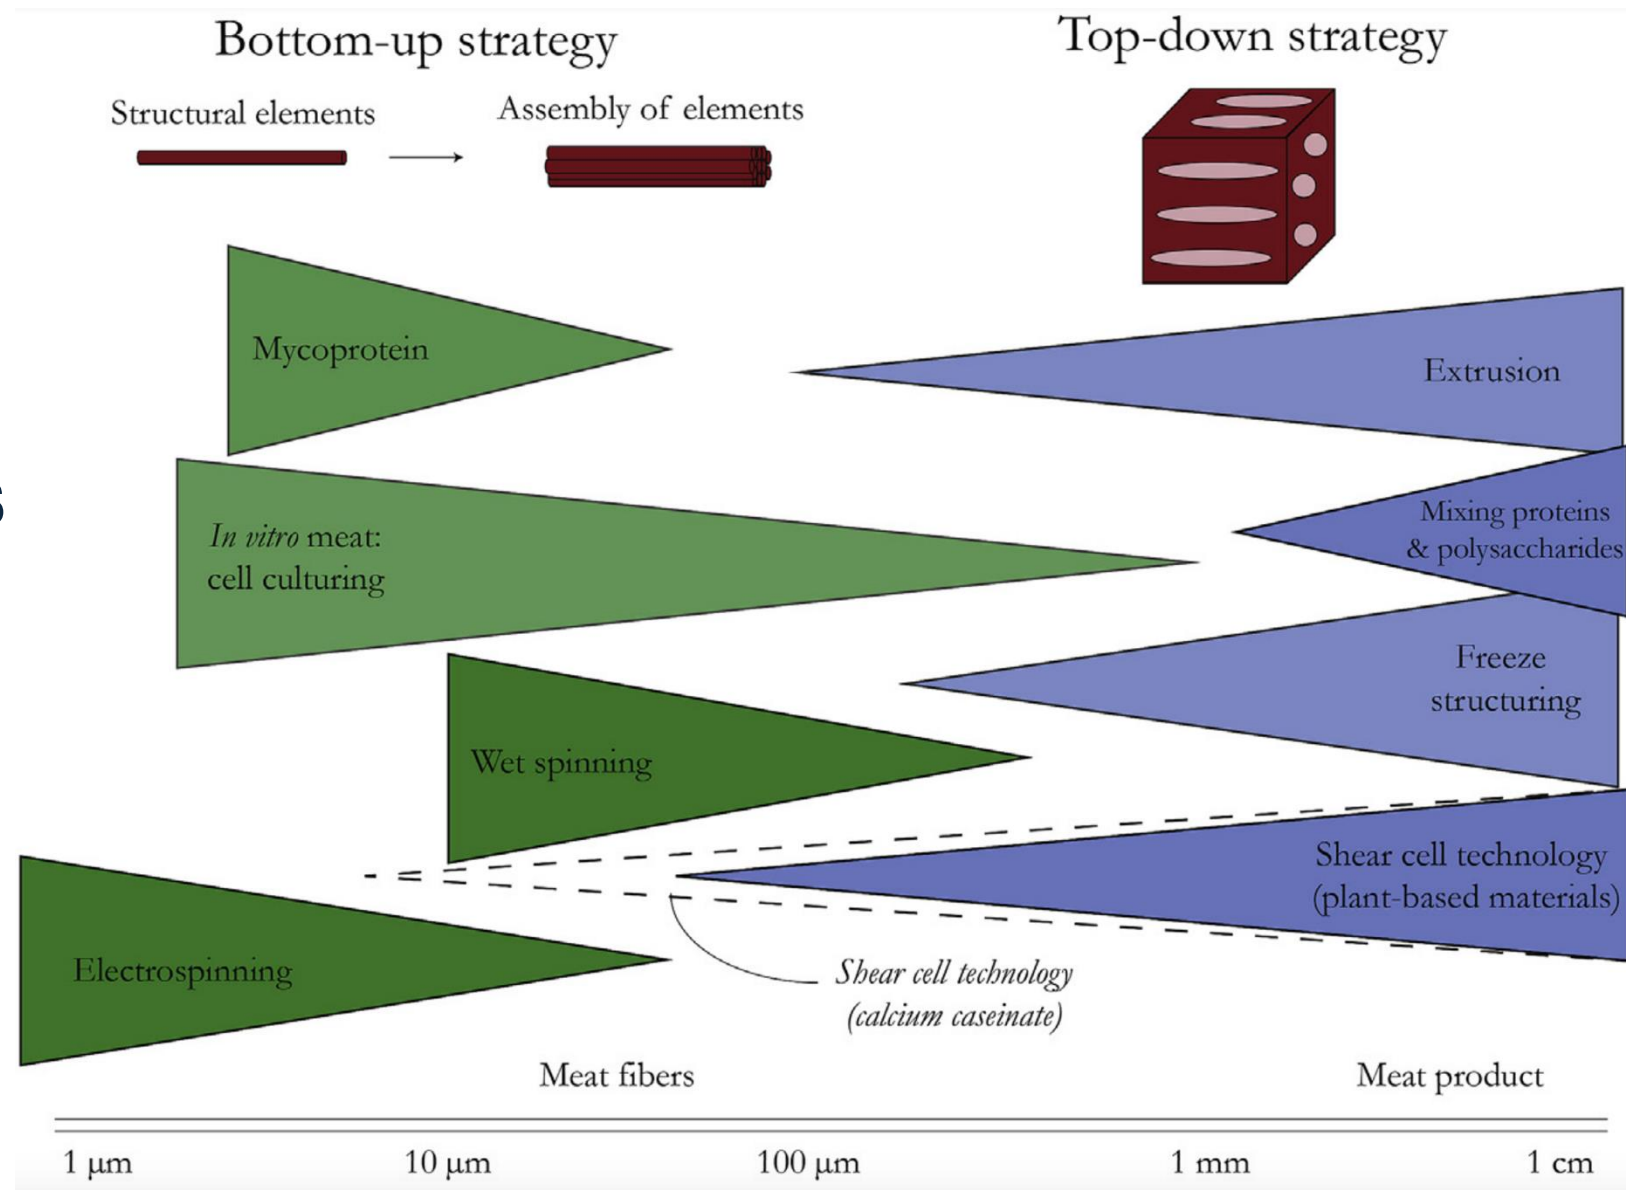 Bottom-up strategy
Top-down strategy
Structural elements
Assembly of elements
Mycoprotein
Extrusion
s
Mixing proteins
& polysaccharides
In vitro meat:
cell culturing
Freeze
structuring
Wet spinning
Shear cell technology
(plant-based materials)
Electrospinning
Shear cell technology
(calcium caseinate)
Meat fibers
Meat product
1 μm
10 μm
100 μm
1 mm
1 cm